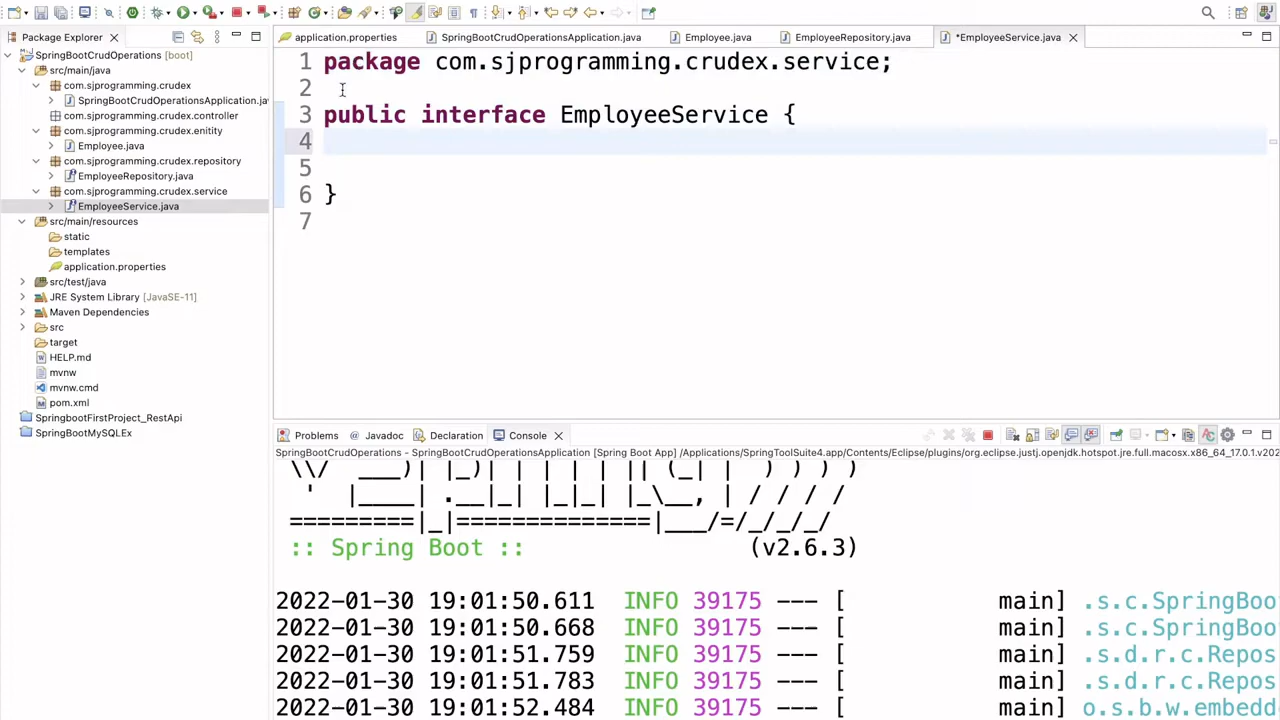 Package Explorer
SpringBootCrudOperations [boot]
src/main/java
com.sjprogramming.crudex
SpringBootCrudOperationsApplication.ja
com.sjprogramming.crudex.controller
com.sjprogramming.crudex.enitity
Employee.java
com.sjprogramming.crudex.repository
EmployeeRepository.java
com.sjprogramming.crudex.service
EmployeeService.java
src/main/resources
static
templates
application.properties
src/test/java
JRE System Library [JavaSE-11]
Maven Dependencies
src
target
HELP.md
mvnw
mvnw.cmd
pom.xml
SpringbootFirstProject_RestApi
SpringBootMySQLEx
application.properties SpringBootCrudOperationsApplication.java Employee.java EmployeeRepository.java *EmployeeService.java
1 package com.sjprogramming.crudex.service;
2
3 public interface EmployeeService {
4
5
6 }
7
Problems @ Javadoc Declaration Console
SpringBootCrudOperations - SpringBootCrudOperationsApplication [Spring Boot App] /Applications/SpringToolSuite4.app/Contents/Eclipse/plugins/org.eclipse.justj.openjdk.hotspot.jre.full.macosx.x86_64_17.0.1.v202
\\/ ___)| |_)| | | | | | || (_| | ) ) ) )
' |____| .__|_| |_|_| |_\__, | / / / /
=========|_|==============|___/=/_/_/_/
:: Spring Boot :: (v2.6.3)
2022-01-30 19:01:50.611 INFO 39175 --- [ main] .s.c.SpringBoo
2022-01-30 19:01:50.668 INFO 39175 --- [ main] .s.c.SpringBoo
2022-01-30 19:01:51.759 INFO 39175 --- [ main] .s.d.r.c.Repos
2022-01-30 19:01:51.783 INFO 39175 --- [ main] .s.d.r.c.Repos
2022-01-30 19:01:52.484 INFO 39175 --- [ main] o.s.b.w.embedd